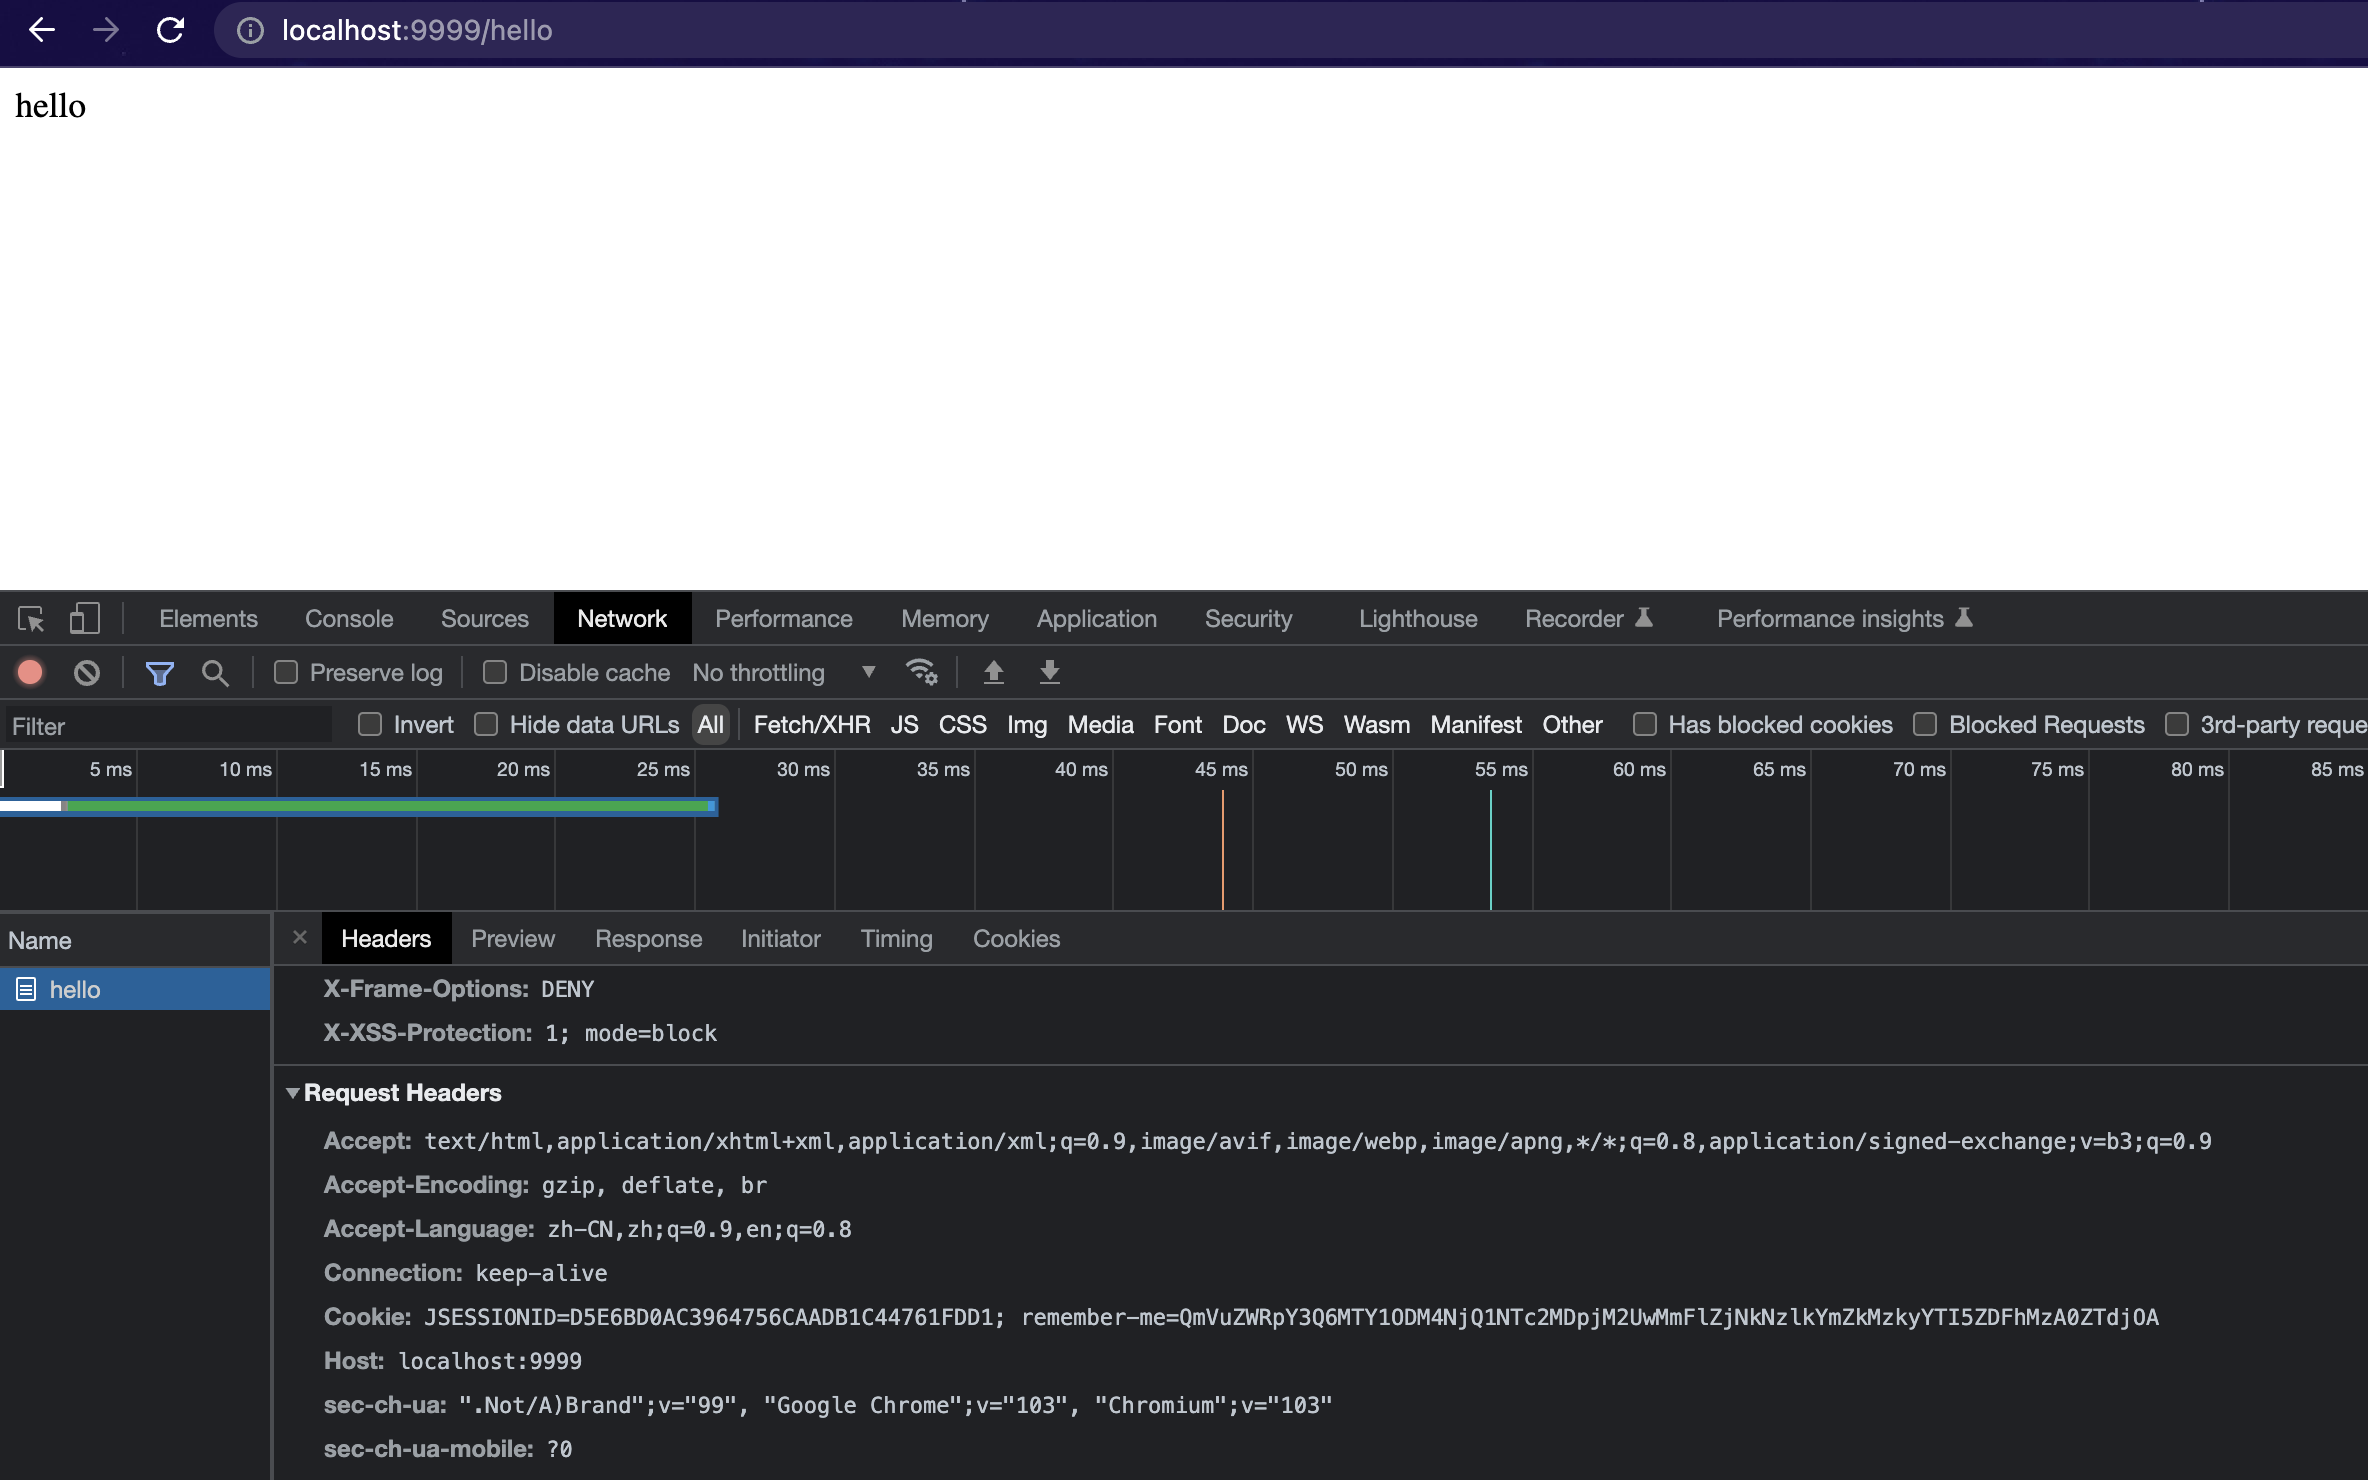 localhost:9999/hello
hello
Elements Console Sources Network Performance Memory Application Security Lighthouse Recorder Performance insights
Preserve log Disable cache No throttling
Filter Invert Hide data URLs All Fetch/XHR JS CSS Img Media Font Doc WS Wasm Manifest Other Has blocked cookies Blocked Requests 3rd-party reque
5 ms 10 ms 15 ms 20 ms 25 ms 30 ms 35 ms 40 ms 45 ms 50 ms 55 ms 60 ms 65 ms 70 ms 75 ms 80 ms 85 ms
Name Headers Preview Response Initiator Timing Cookies
hello
X-Frame-Options: DENY
X-XSS-Protection: 1; mode=block
Request Headers
Accept: text/html,application/xhtml+xml,application/xml;q=0.9,image/avif,image/webp,image/apng,*/*;q=0.8,application/signed-exchange;v=b3;q=0.9
Accept-Encoding: gzip, deflate, br
Accept-Language: zh-CN,zh;q=0.9,en;q=0.8
Connection: keep-alive
Cookie: JSESSIONID=D5E6BD0AC3964756CAADB1C44761FDD1; remember-me=QmVuZWRpY3Q6MTY1ODM4NjQ1NTc2MDpjM2UwMmFlZjNkNzlkYmZkMzkyYTI5ZDFhMzA0ZTdjOA
Host: localhost:9999
sec-ch-ua: ".Not/A)Brand";v="99", "Google Chrome";v="103", "Chromium";v="103"
sec-ch-ua-mobile: ?0